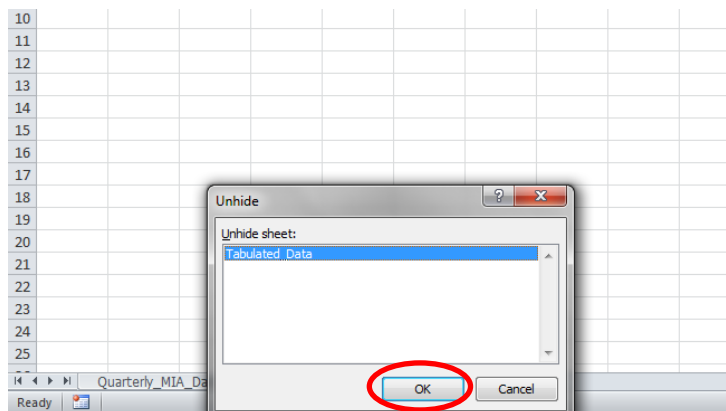 10
11
12
13
14
15
16
17
18
Unhide
?
X
19
Unhide sheet:
20
Tabulated_Data
21
22
23
24
25
OK
Cancel
Quarterly_MIA_Da
Ready